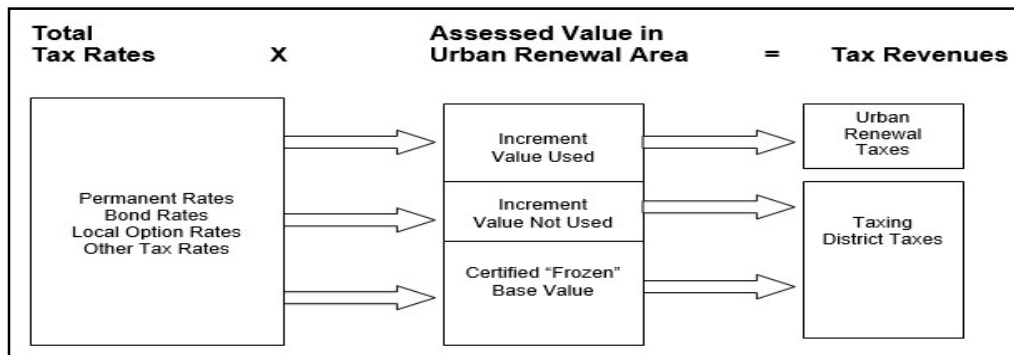 Total
Tax Rates X
Assessed Value in
Urban Renewal Area = Tax Revenues
Permanent Rates
Bond Rates
Local Option Rates
Other Tax Rates
Increment
Value Used
Increment
Value Not Used
Certified “Frozen”
Base Value
Urban
Renewal
Taxes
Taxing
District Taxes